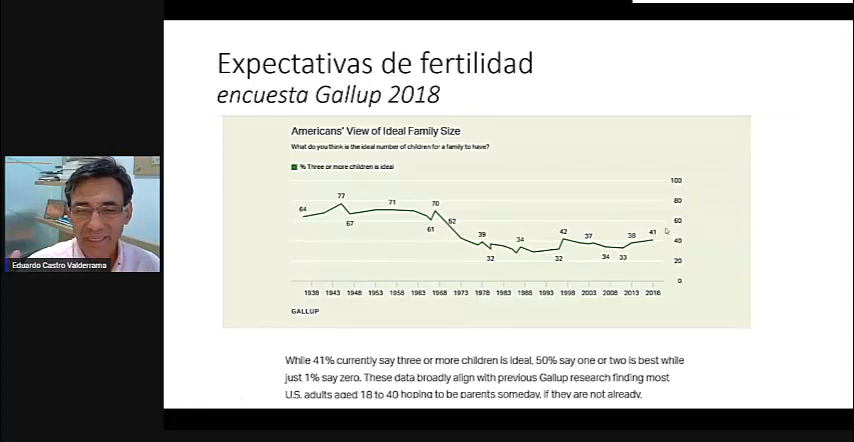 Expectativas de fertilidad
encuesta Gallup 2018
Americans' View of Ideal Family Size
What do you think is the ideal number of children for a family to have?
% Three or more children is ideal
100
80
60
40
20
0
64
77
67
71
61
70
52
39
32
34
32
42
37
34
33
38
41
1938 1943 1948 1953 1958 1963 1968 1973 1978 1983 1988 1993 1998 2003 2008 2013 2018
GALLUP
While 41% currently say three or more children is ideal, 50% say one or two is best while
just 1% say zero. These data broadly align with previous Gallup research finding most
U.S. adults aged 18 to 40 hoping to be parents someday, if they are not already.
Eduardo Castro Valderrama